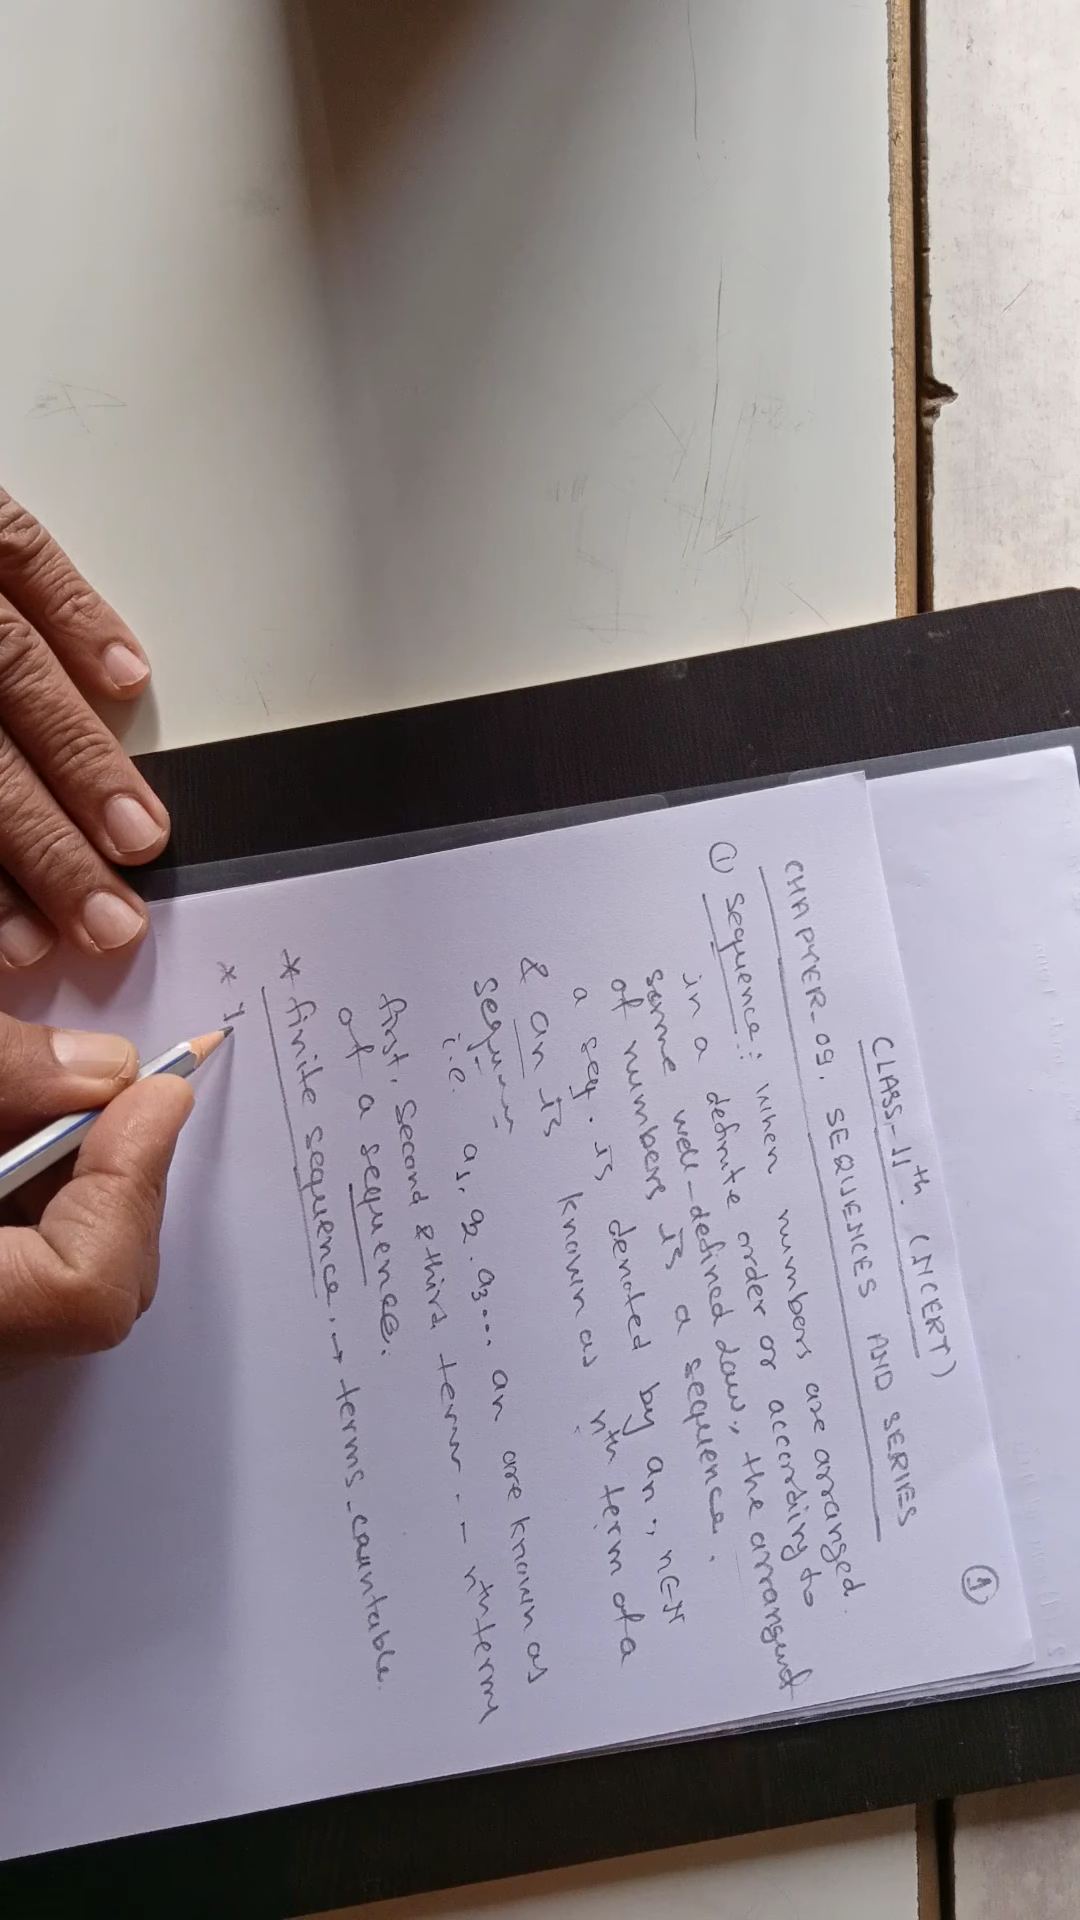 ①
CLASS-11th. (NCERT)
CHAPTER-09. SEQUENCES AND SERIES
① Sequence:: When numbers are arranged.
in a definite order or according to
some well-defined law, the arrangemt
of numbers is a sequence.
a seq. is denoted by an., n∈N
& an is known as nth term of a
sequence
i.e a1, a2. a3... an are known as
first, second & third term - - nth term
of a sequence.
* finite sequence. → terms - countable.
*